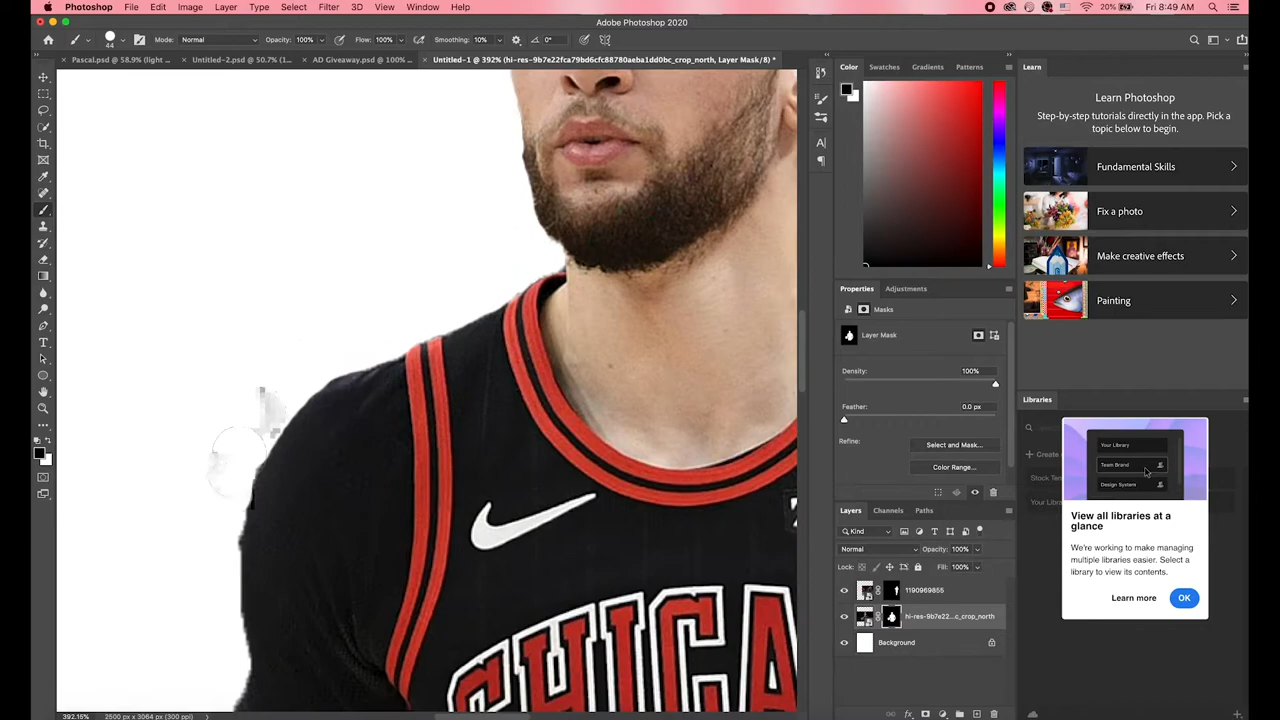 Photoshop File Edit Image Layer Type Select Filter 3D View Window Help 20% Fri 8:49 AM
Adobe Photoshop 2020
44 Mode: Normal Opacity: 100% Flow: 100% Smoothing: 10% 0°
Pascal.psd @ 58.9% (light ... Untitled-2.psd @ 50.7% (1... AD Giveaway.psd @ 100% ... Untitled-1 @ 392% (hi-res-9b7e22fca79bd6cfc88780aeba1dd0bc_crop_north, Layer Mask/8) *
Color Swatches Gradients Patterns
Learn
Learn Photoshop
Step-by-step tutorials directly in the app. Pick
a topic below to begin.
Fundamental Skills
Fix a photo
Make creative effects
Painting
Properties Adjustments
Masks
Layer Mask
Density: 100%
Feather: 0.0 px
Refine: Select and Mask...
Color Range...
Libraries
Your Library
Team Brand
Design System
View all libraries at a
glance
We're working to make managing
multiple libraries easier. Select a
library to view its contents.
Learn more OK
Layers Channels Paths
Kind
Normal Opacity: 100%
Lock: Fill: 100%
1190969855
hi-res-9b7e22...c_crop_north
Background
CHICA
392.15% 2500 px x 3064 px (300 ppi)